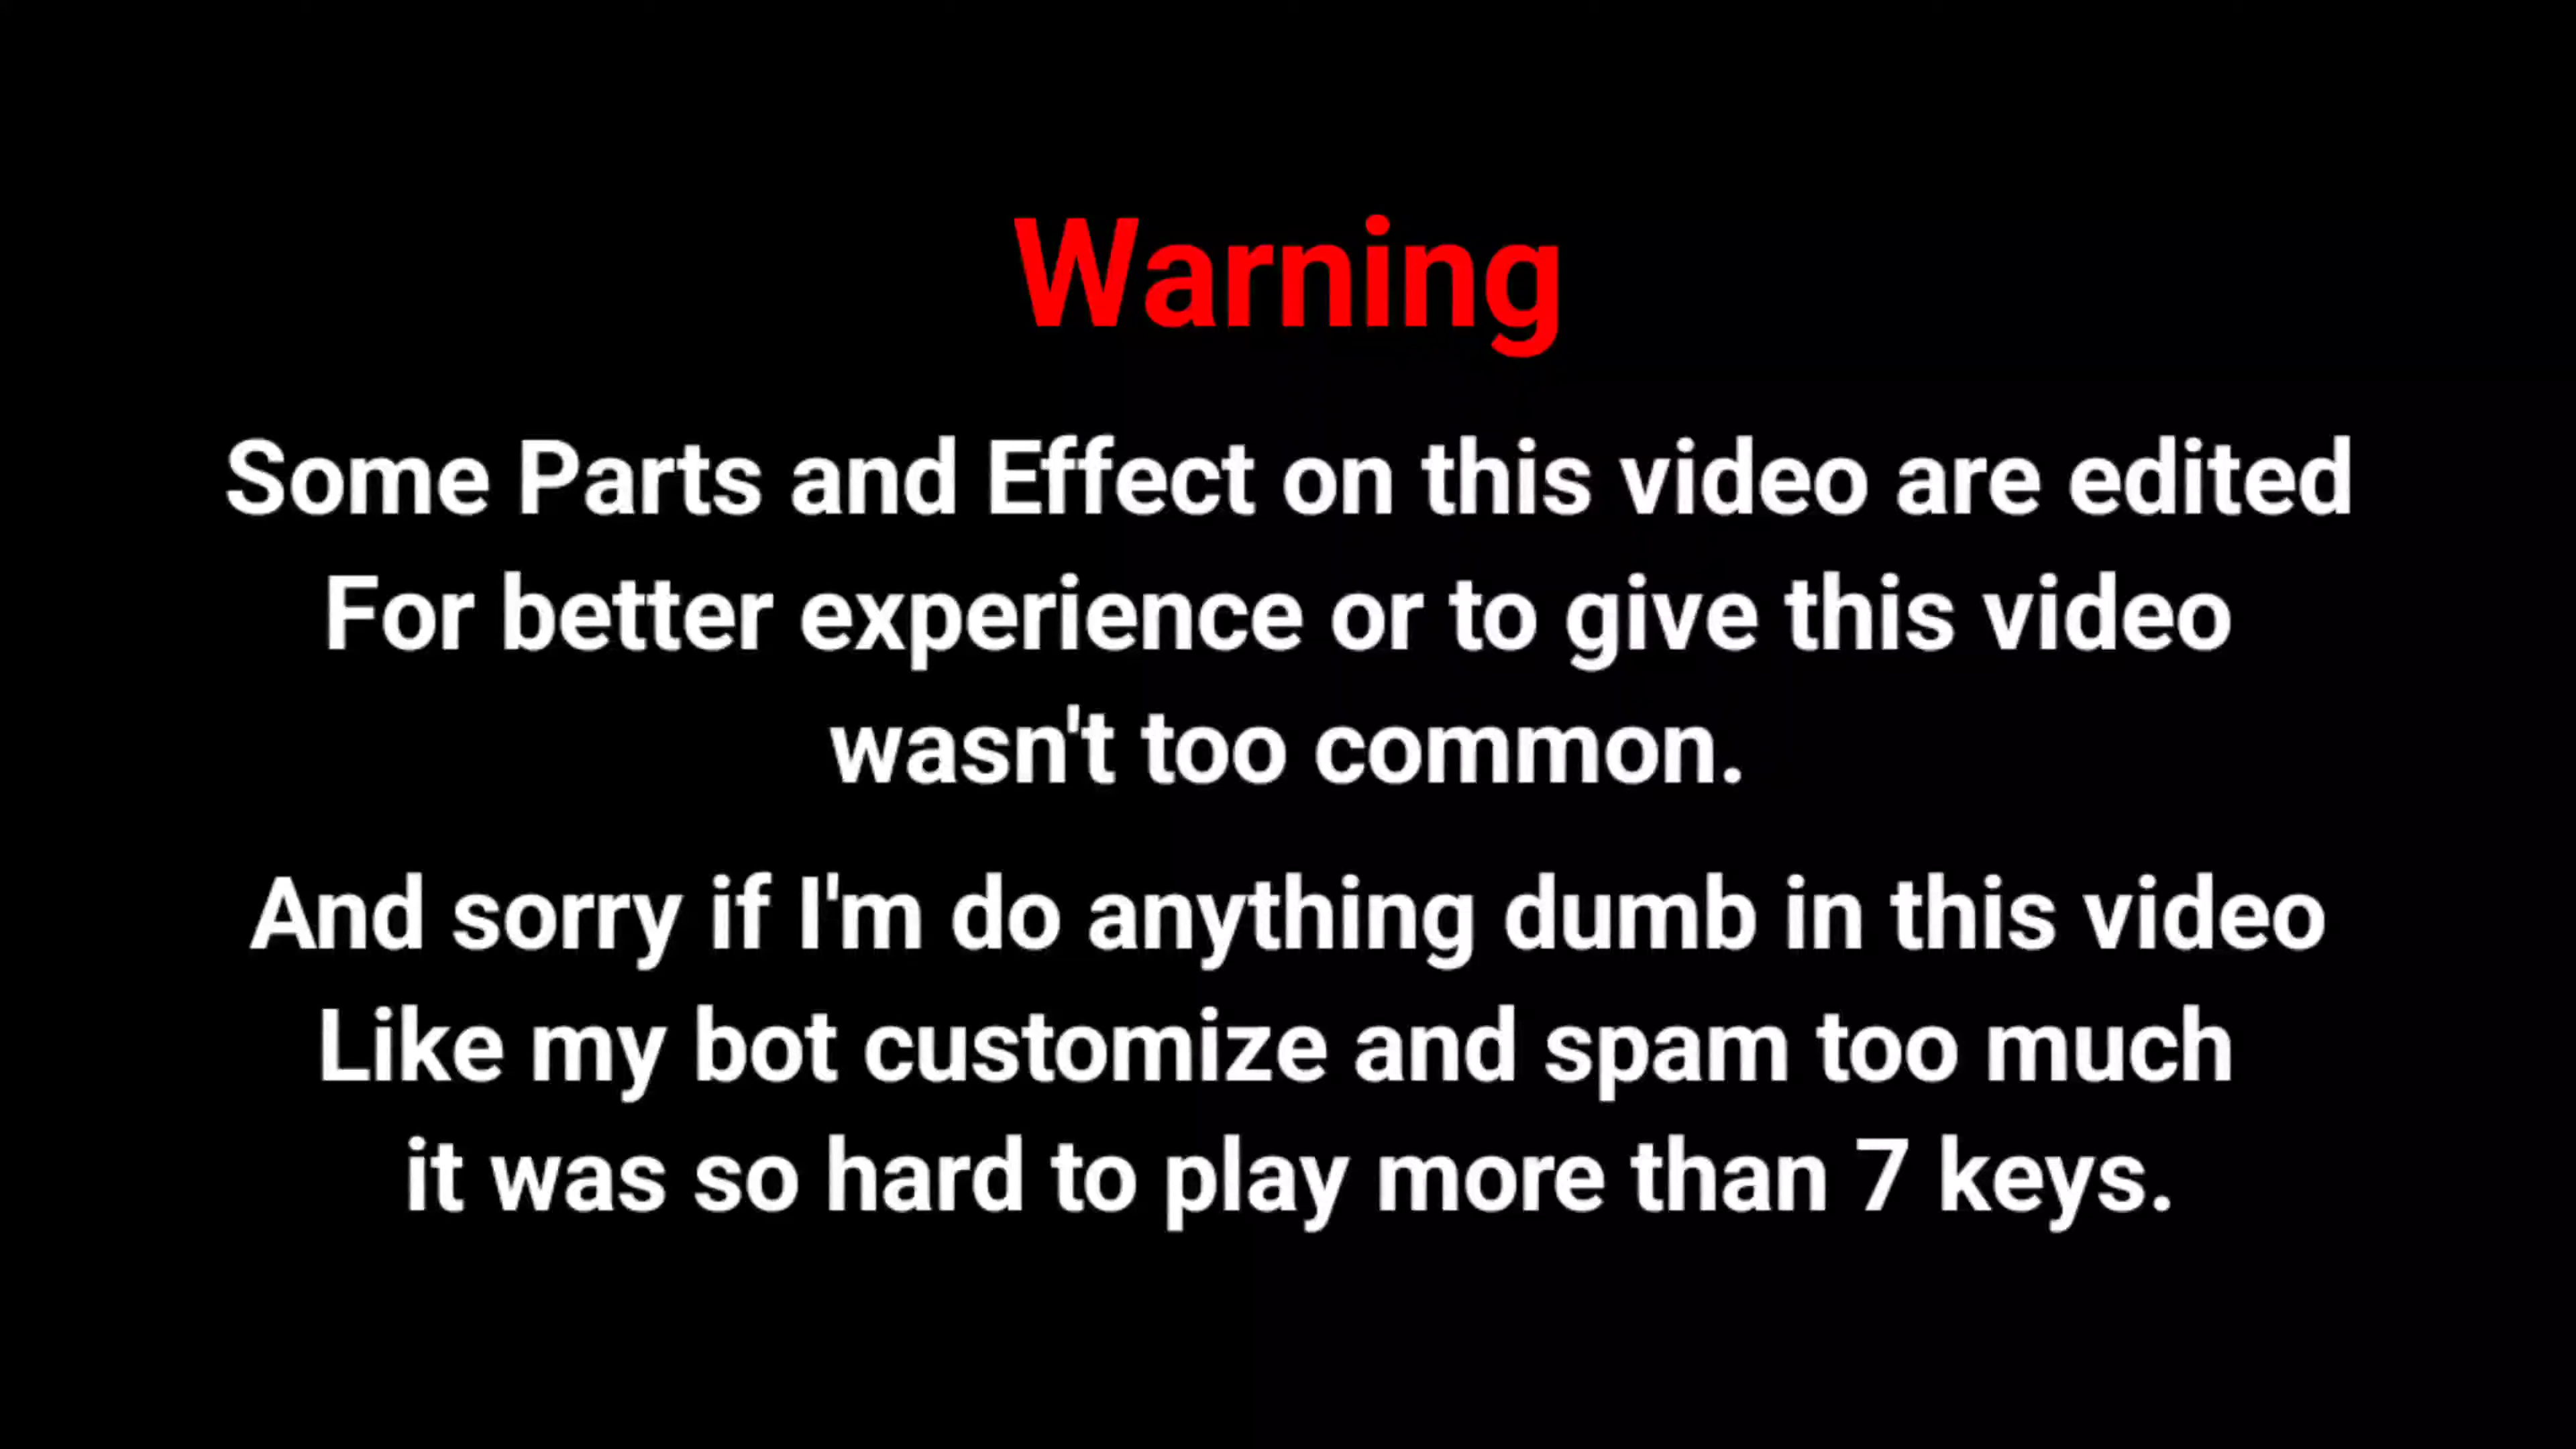 Warning
Some Parts and Effect on this video are edited
For better experience or to give this video
wasn't too common.
And sorry if I'm do anything dumb in this video
Like my bot customize and spam too much
it was so hard to play more than 7 keys.